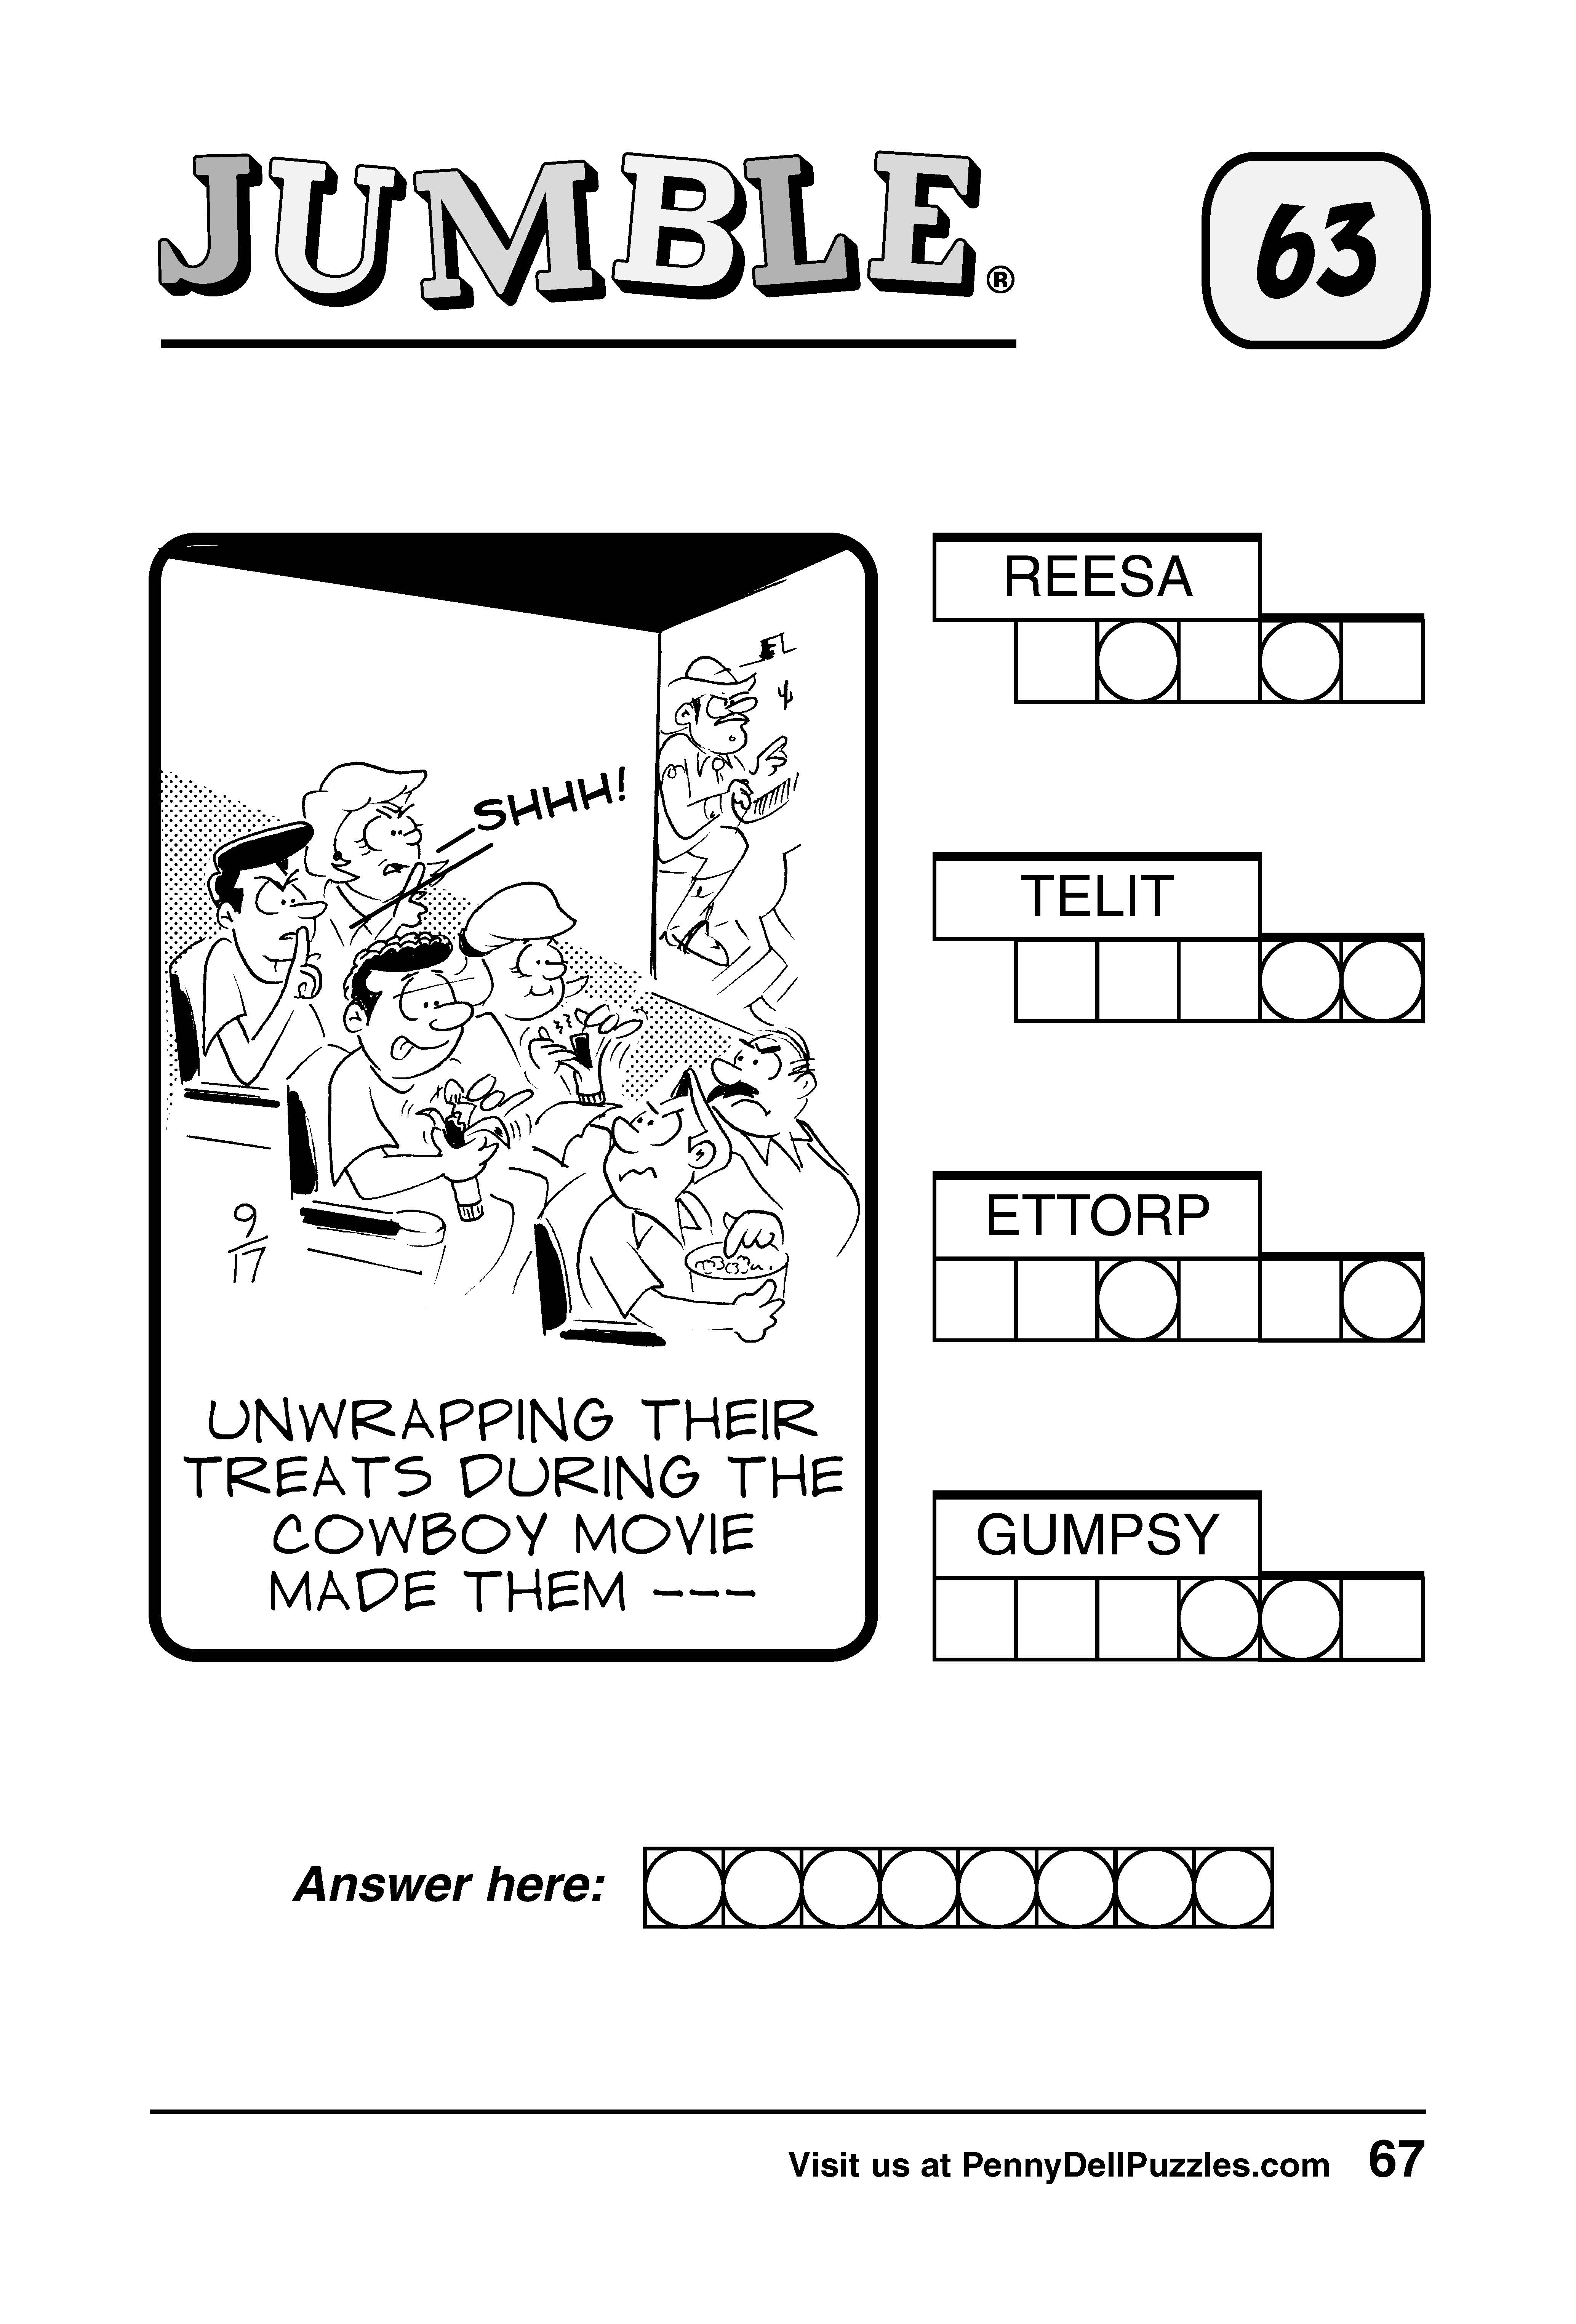 JUMBLE®
63
EL
SHHH!
9
17
UNWRAPPING THEIR
TREATS DURING THE
COWBOY MOVIE
MADE THEM ---
REESA
TELIT
ETTORP
GUMPSY
Answer here:
Visit us at PennyDellPuzzles.com 67